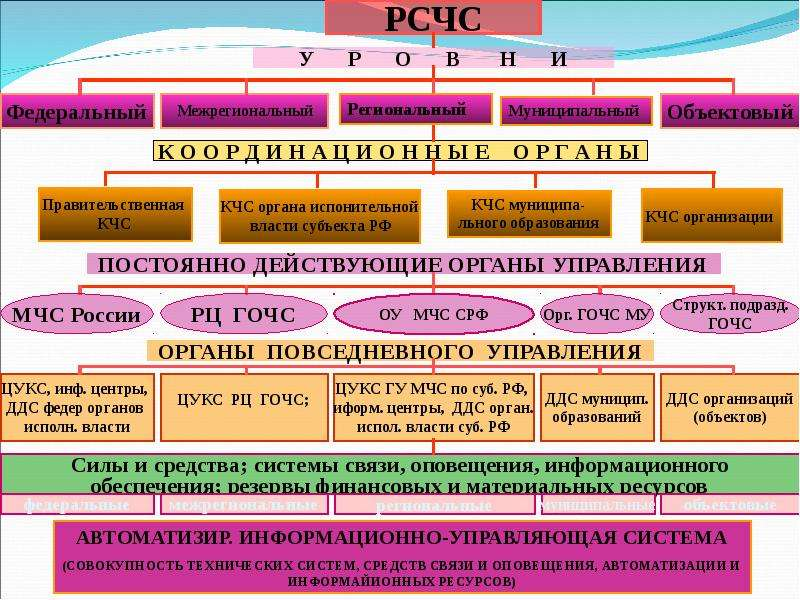 РСЧС
У Р О В Н И
Федеральный
Межрегиональный
Региональный
Муниципальный
Объектовый
К О О Р Д И Н А Ц И О Н Н Ы Е О Р Г А Н Ы
Правительственная
КЧС
КЧС органа испонительной
власти субъекта РФ
КЧС муниципа-
льного образования
КЧС организации
ПОСТОЯННО ДЕЙСТВУЮЩИЕ ОРГАНЫ УПРАВЛЕНИЯ
МЧС России
РЦ ГОЧС
ОУ МЧС СРФ
Орг. ГОЧС МУ
Структ. подразд.
ГОЧС
ОРГАНЫ ПОВСЕДНЕВНОГО УПРАВЛЕНИЯ
ЦУКС, инф. центры,
ДДС федер органов
исполн. власти
ЦУКС РЦ ГОЧС;
ЦУКС ГУ МЧС по суб. РФ,
иформ. центры, ДДС орган.
испол. власти суб. РФ
ДДС муницип.
образований
ДДС организаций
(объектов)
Силы и средства; системы связи, оповещения, информационного
обеспечения; резервы финансовых и материальных ресурсов
федеральные
межрегиональные
региональные
муниципальные
объектовые
АВТОМАТИЗИР. ИНФОРМАЦИОННО-УПРАВЛЯЮЩАЯ СИСТЕМА
(СОВОКУПНОСТЬ ТЕХНИЧЕСКИХ СИСТЕМ, СРЕДСТВ СВЯЗИ И ОПОВЕЩЕНИЯ, АВТОМАТИЗАЦИИ И
ИНФОРМАЙИОННЫХ РЕСУРСОВ)